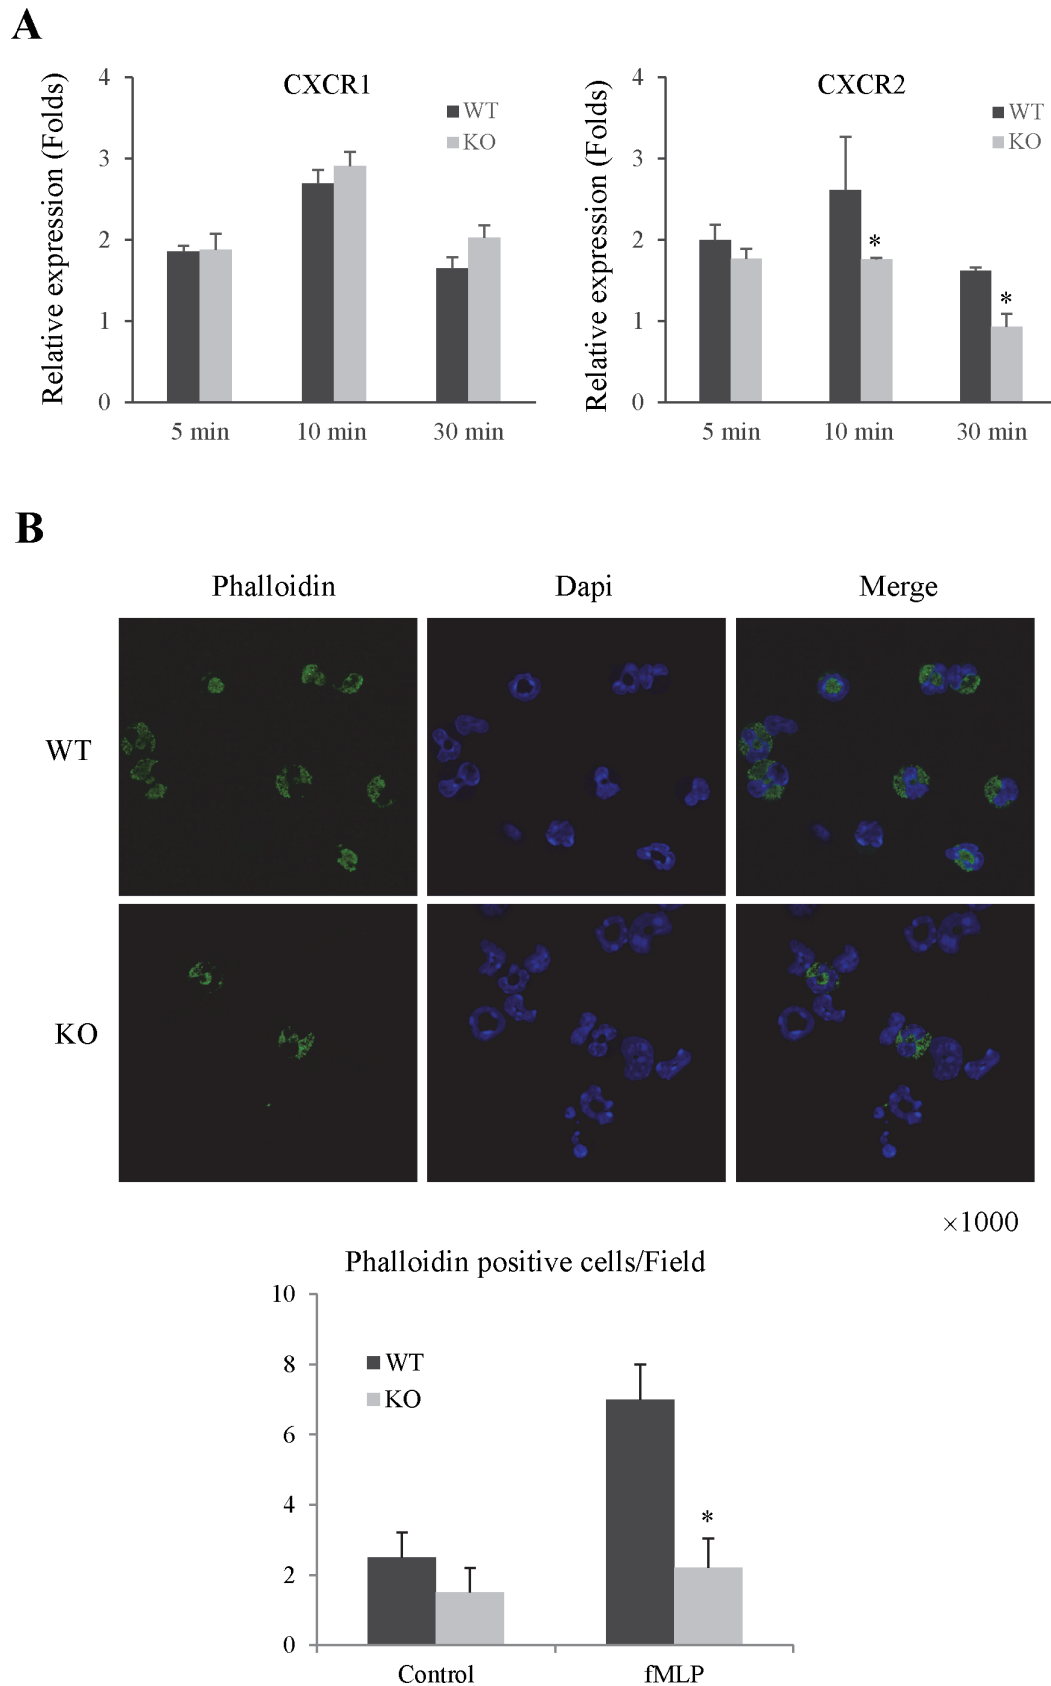 A
CXCR1
Relative expression (Folds)
4
3
2
1
0
WT
KO
5 min 10 min 30 min
CXCR2
Relative expression (Folds)
4
3
2
1
0
WT
KO
*
*
5 min 10 min 30 min
B
Phalloidin Dapi Merge
WT
KO
×1000
Phalloidin positive cells/Field
10
8
6
4
2
0
WT
KO
*
Control fMLP